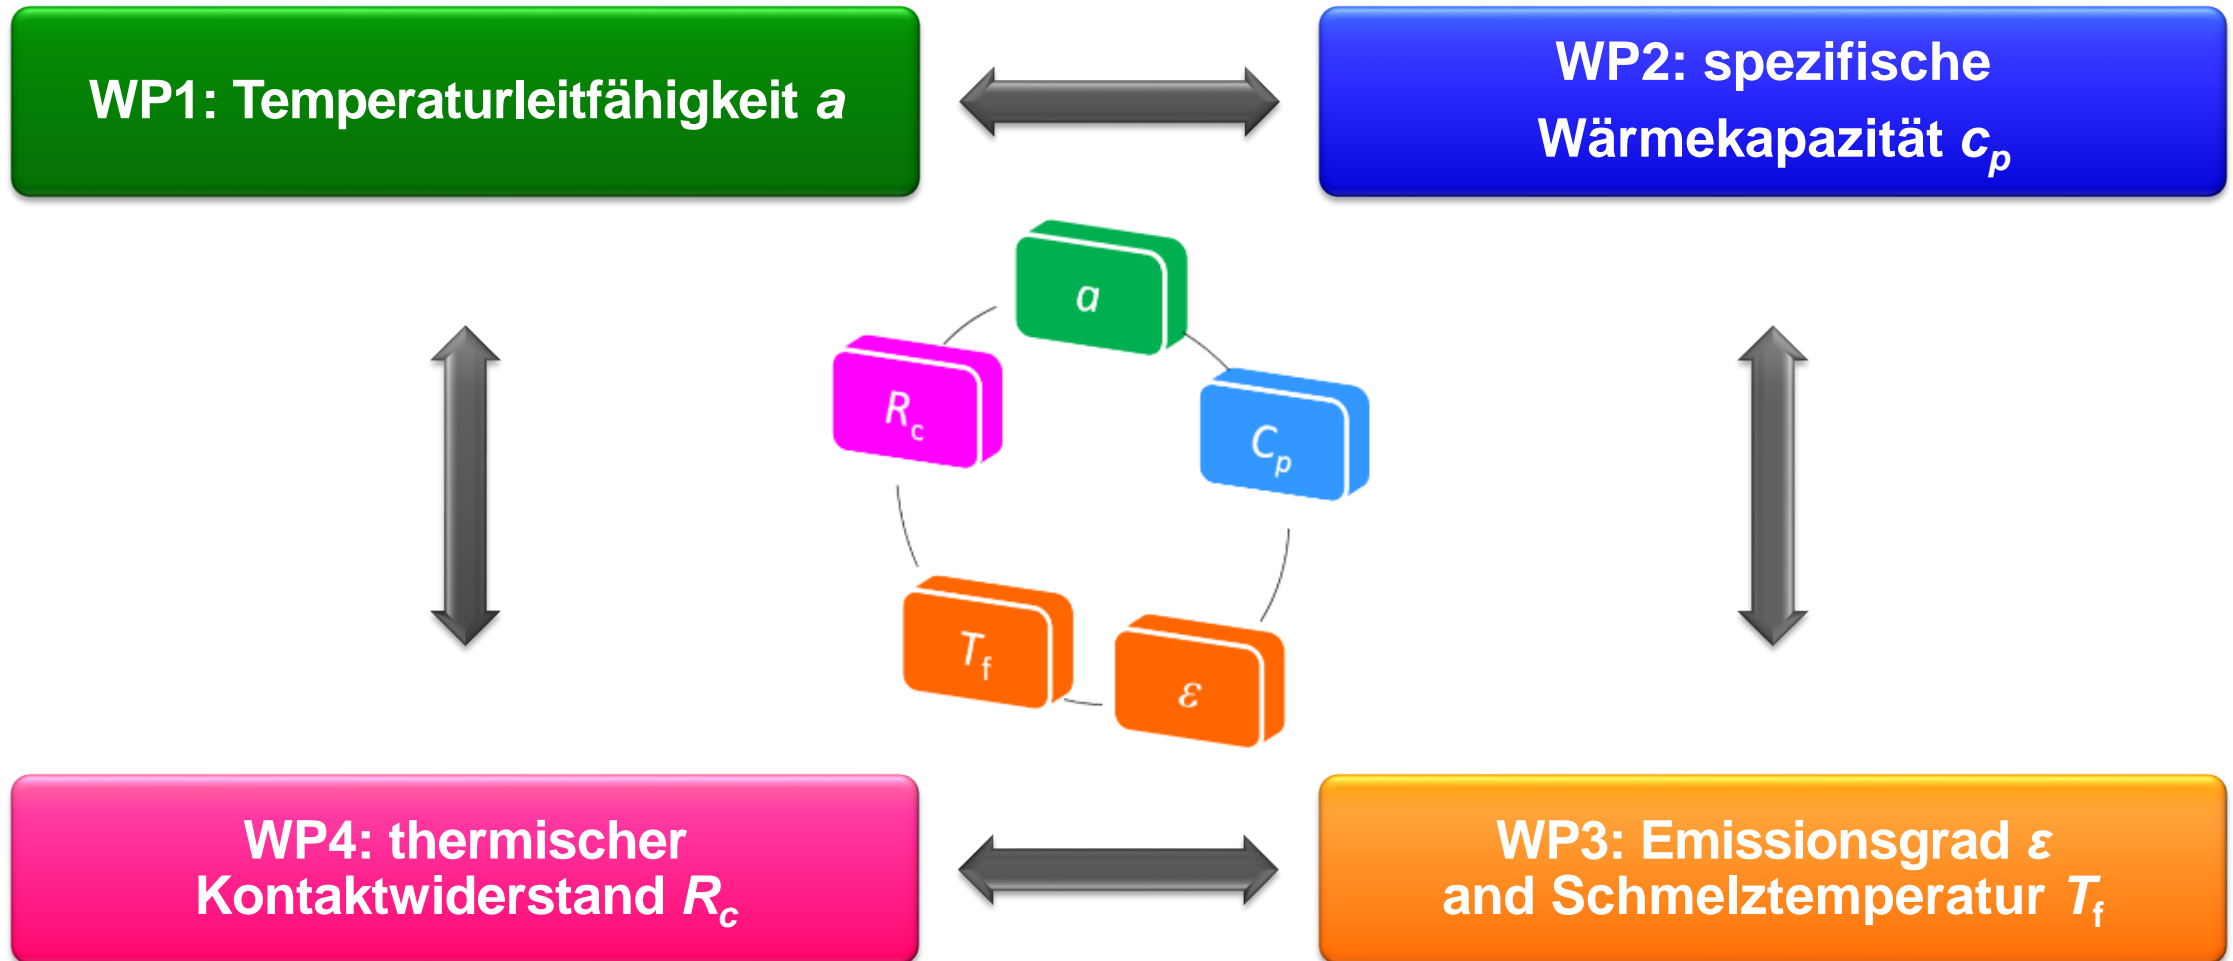 WP1: Temperaturleitfähigkeit a
WP2: spezifische
Wärmekapazität cp
a
Rc
Cp
Tf
ε
WP4: thermischer
Kontaktwiderstand Rc
WP3: Emissionsgrad ε
and Schmelztemperatur Tf